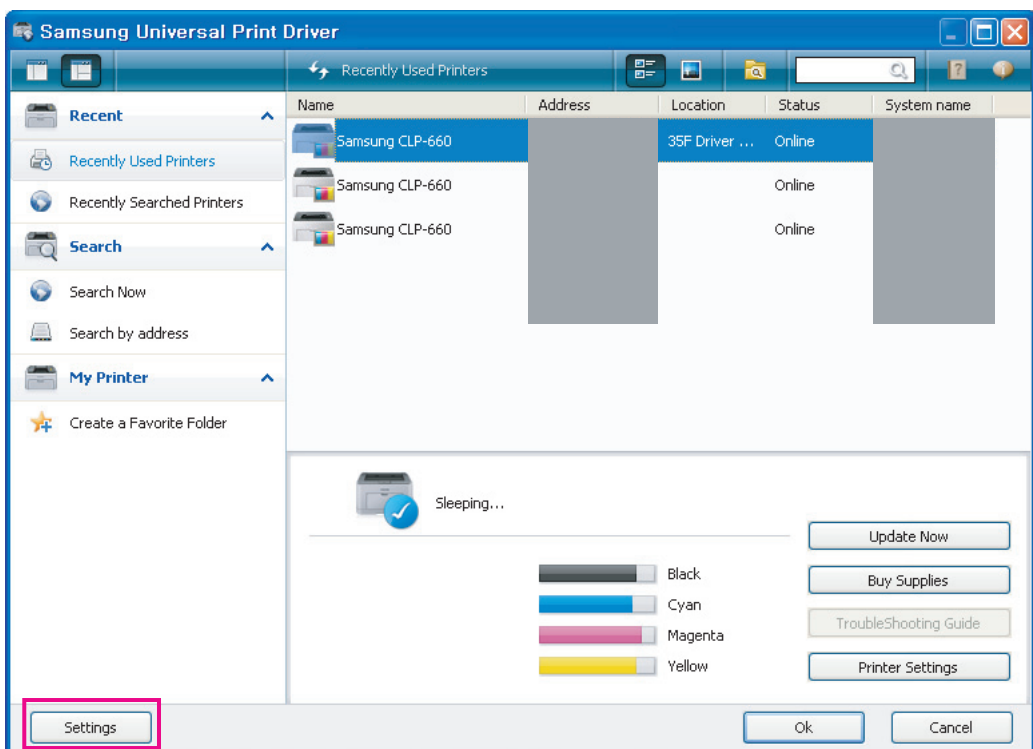 Samsung Universal Print Driver
Recently Used Printers
Recent
Recently Used Printers
Recently Searched Printers
Search
Search Now
Search by address
My Printer
Create a Favorite Folder
Name Address Location Status System name
Samsung CLP-660 35F Driver ... Online
Samsung CLP-660 Online
Samsung CLP-660 Online
Sleeping...
Black
Cyan
Magenta
Yellow
Update Now
Buy Supplies
TroubleShooting Guide
Printer Settings
Settings
Ok
Cancel